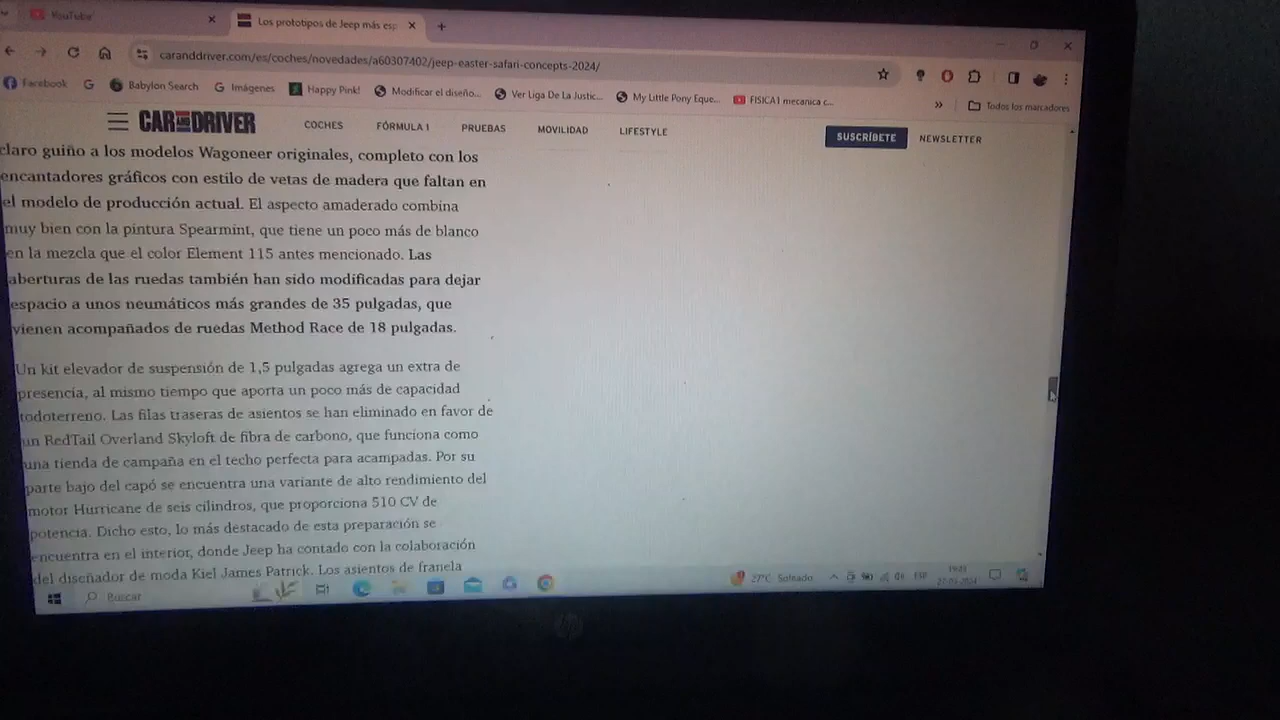 YouTube
Los prototipos de Jeep más esp
caranddriver.com/es/coches/novedades/a60307402/jeep-easter-safari-concepts-2024/
Facebook
Babylon Search
Imágenes
Happy Pink!
Modificar el diseño...
Ver Liga De La Justic...
My Little Pony Eque...
FISICA I mecanica c...
»
Todos los marcadores
CAR AND DRIVER
COCHES
FÓRMULA 1
PRUEBAS
MOVILIDAD
LIFESTYLE
SUSCRÍBETE
NEWSLETTER
claro guiño a los modelos Wagoneer originales, completo con los
encantadores gráficos con estilo de vetas de madera que faltan en
el modelo de producción actual. El aspecto amaderado combina
muy bien con la pintura Spearmint, que tiene un poco más de blanco
en la mezcla que el color Element 115 antes mencionado. Las
aberturas de las ruedas también han sido modificadas para dejar
espacio a unos neumáticos más grandes de 35 pulgadas, que
vienen acompañados de ruedas Method Race de 18 pulgadas.
Un kit elevador de suspensión de 1,5 pulgadas agrega un extra de
presencia, al mismo tiempo que aporta un poco más de capacidad
todoterreno. Las filas traseras de asientos se han eliminado en favor de
un RedTail Overland Skyloft de fibra de carbono, que funciona como
una tienda de campaña en el techo perfecta para acampadas. Por su
parte bajo del capó se encuentra una variante de alto rendimiento del
motor Hurricane de seis cilindros, que proporciona 510 CV de
potencia. Dicho esto, lo más destacado de esta preparación se
encuentra en el interior, donde Jeep ha contado con la colaboración
del diseñador de moda Kiel James Patrick. Los asientos de franela
Buscar
27°C Soleado
ESP
hp